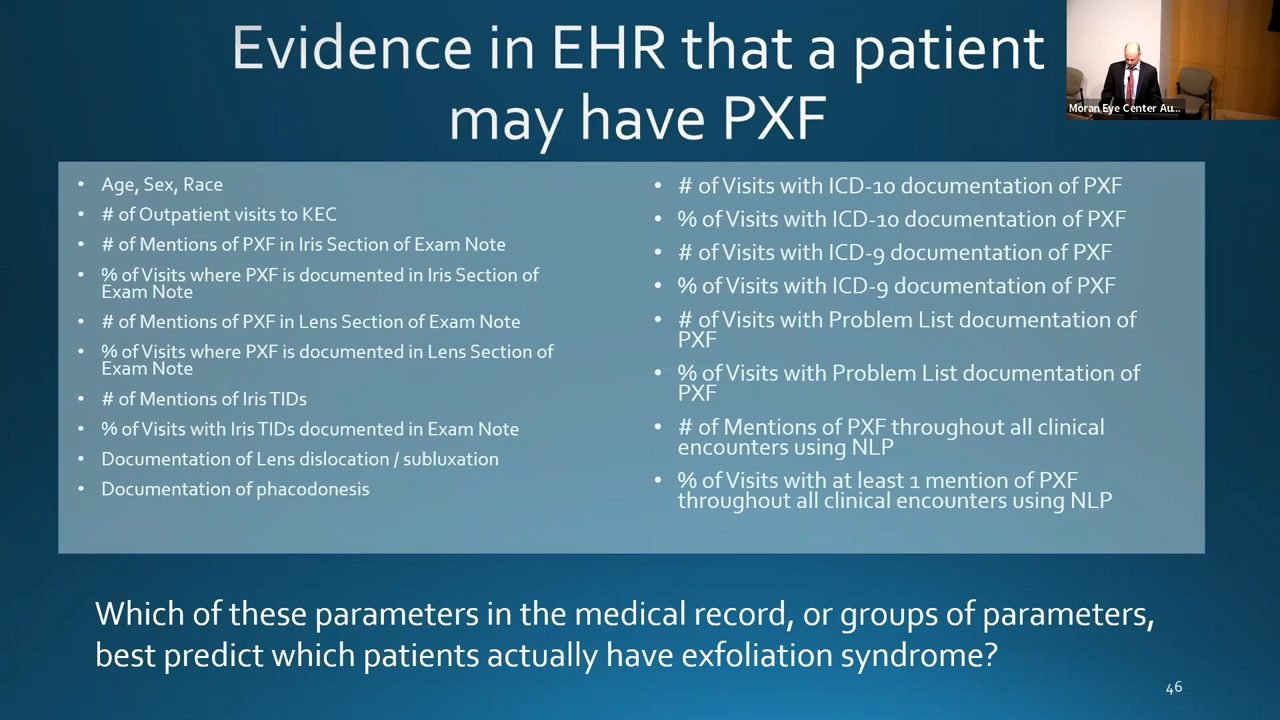 Evidence in EHR that a patient
may have PXF
Moran Eye Center Au...
• Age, Sex, Race
• # of Outpatient visits to KEC
• # of Mentions of PXF in Iris Section of Exam Note
• % of Visits where PXF is documented in Iris Section of
Exam Note
• # of Mentions of PXF in Lens Section of Exam Note
• % of Visits where PXF is documented in Lens Section of
Exam Note
• # of Mentions of Iris TIDs
• % of Visits with Iris TIDs documented in Exam Note
• Documentation of Lens dislocation / subluxation
• Documentation of phacodonesis
• # of Visits with ICD-10 documentation of PXF
• % of Visits with ICD-10 documentation of PXF
• # of Visits with ICD-9 documentation of PXF
• % of Visits with ICD-9 documentation of PXF
• # of Visits with Problem List documentation of
PXF
• % of Visits with Problem List documentation of
PXF
• # of Mentions of PXF throughout all clinical
encounters using NLP
• % of Visits with at least 1 mention of PXF
throughout all clinical encounters using NLP
Which of these parameters in the medical record, or groups of parameters,
best predict which patients actually have exfoliation syndrome?
46